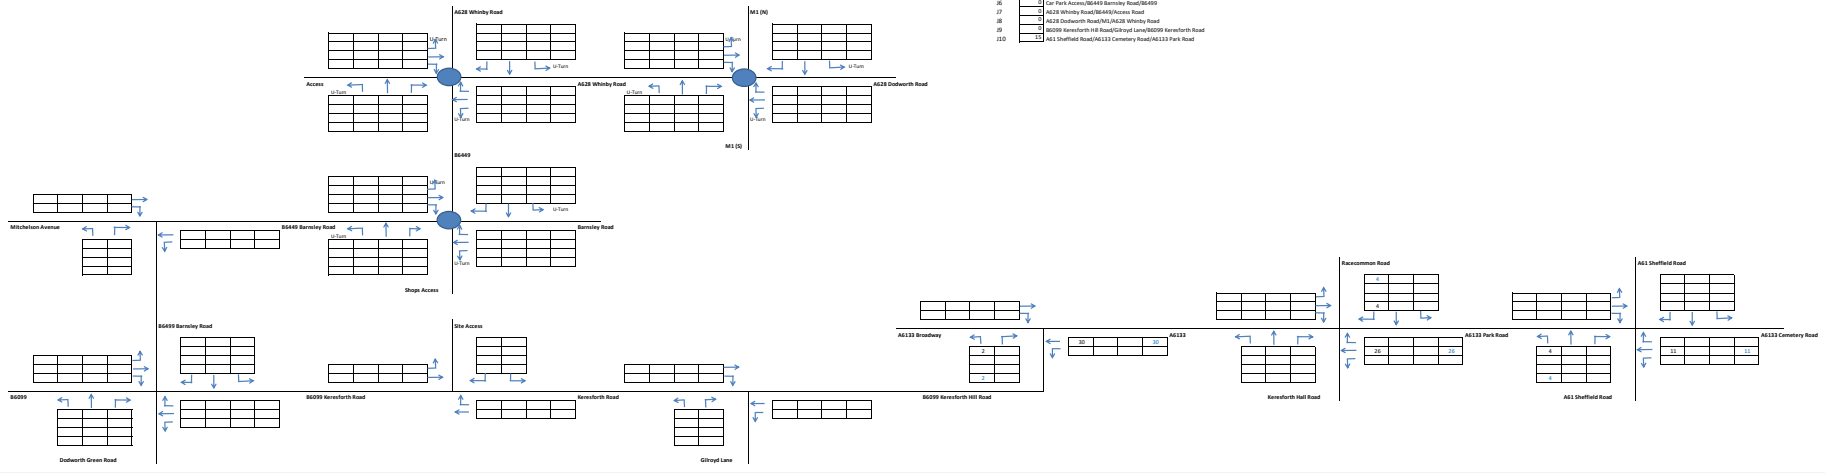 J6 0 Car Park Access/B6449 Barnsley Road/B6499
J7 0 A628 Whinby Road/B6449/Access Road
J8 0 A628 Dodworth Road/M1/A628 Whinby Road
J9 0 B6099 Keresforth Hill Road/Gilroyd Lane/B6099 Keresforth Road
J10 15 A61 Sheffield Road/A6133 Cemetery Road/A6133 Park Road
A628 Whinby Road M1 (N)
U-Turn U-Turn
U-Turn U-Turn
Access A628 Whinby Road A628 Dodworth Road
U-Turn U-Turn
U-Turn U-Turn
M1 (S)
B6449
U-Turn
U-Turn
Mitchelson Avenue B6449 Barnsley Road Barnsley Road
U-Turn
U-Turn
Shops Access
Racecommon Road A61 Sheffield Road
4
4
B6499 Barnsley Road Site Access
A6133 Broadway A6133 A6133 Park Road A6133 Cemetery Road
30 30
2 26 26 4 11 11
2 4
B6099 B6099 Keresforth Road Keresforth Road B6099 Keresforth Hill Road Keresforth Hall Road A61 Sheffield Road
Dodworth Green Road Gilroyd Lane